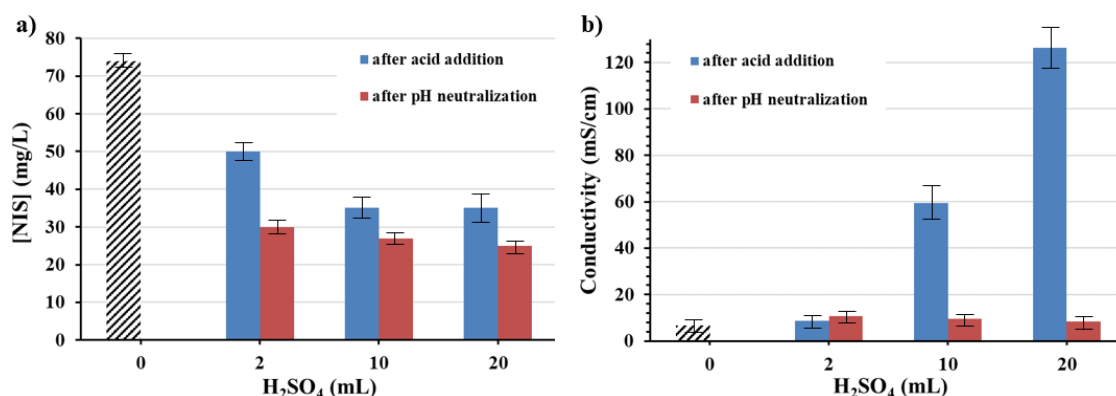 a)
80
70
60
50
40
30
20
10
0
[NIS] (mg/L)
after acid addition
after pH neutralization
0
2
10
20
H₂SO₄ (mL)
b)
120
100
80
60
40
20
0
Conductivity (mS/cm)
after acid addition
after pH neutralization
0
2
10
20
H₂SO₄ (mL)